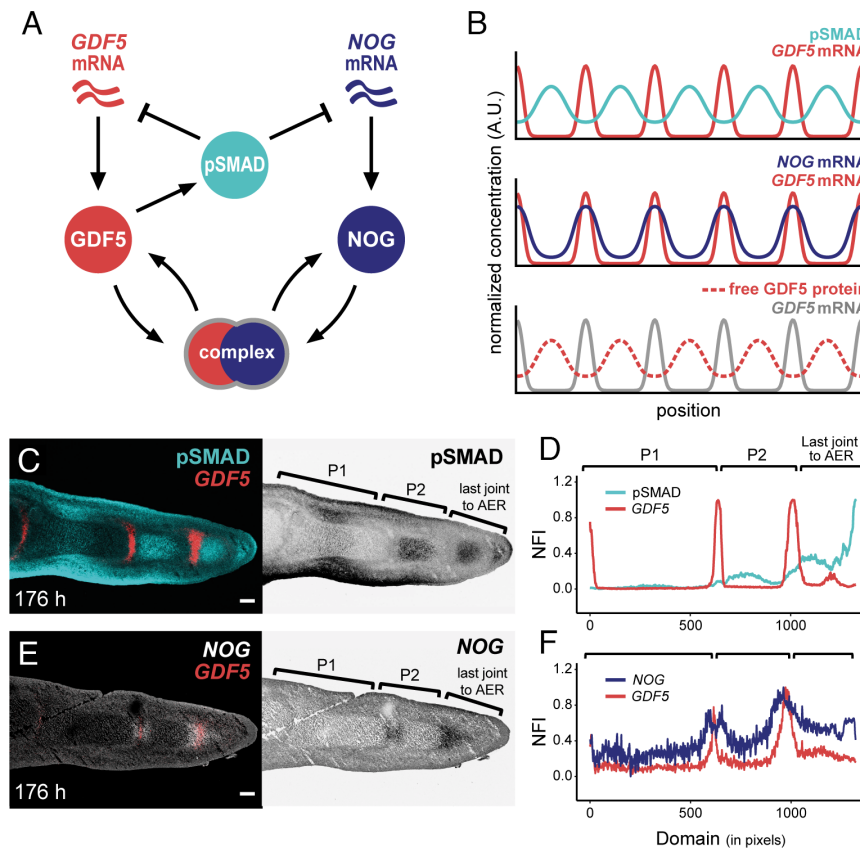 A
GDF5
mRNA
NOG
mRNA
pSMAD
GDF5
NOG
complex
B
pSMAD
GDF5 mRNA
NOG mRNA
GDF5 mRNA
free GDF5 protein
GDF5 mRNA
normalized concentration (A.U.)
position
C
pSMAD
GDF5
176 h
pSMAD
P1
P2
last joint
to AER
D
P1
P2
Last joint
to AER
pSMAD
GDF5
NFI
1.2
0.8
0.4
0.0
0
500
1000
E
NOG
GDF5
176 h
NOG
P1
P2
last joint
to AER
F
NOG
GDF5
NFI
1.2
0.8
0.4
0.0
0
500
1000
Domain (in pixels)